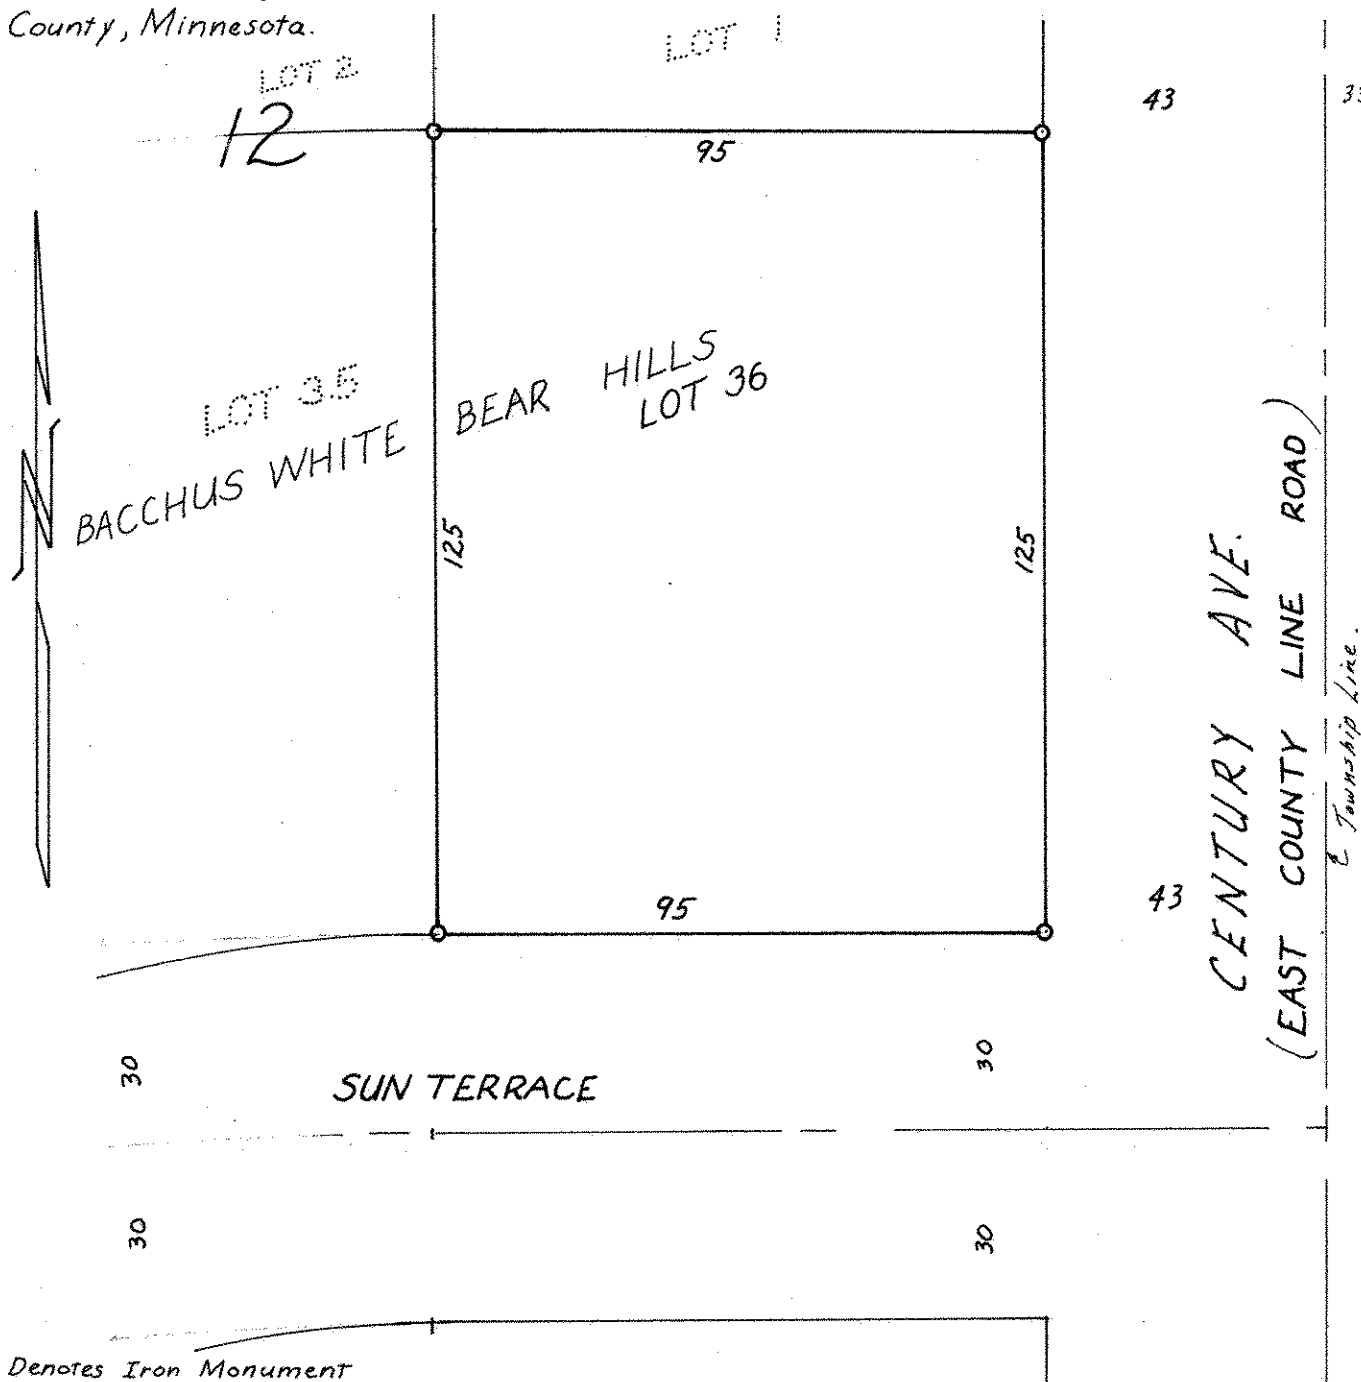 County, Minnesota.
LOT 2
LOT 1
12
43
95
LOT 35
BACCHUS WHITE BEAR HILLS
LOT 36
N
125
125
CENTURY AVE.
(EAST COUNTY LINE ROAD)
Township Line.
95
43
30
30
SUN TERRACE
30
30
Denotes Iron Monument